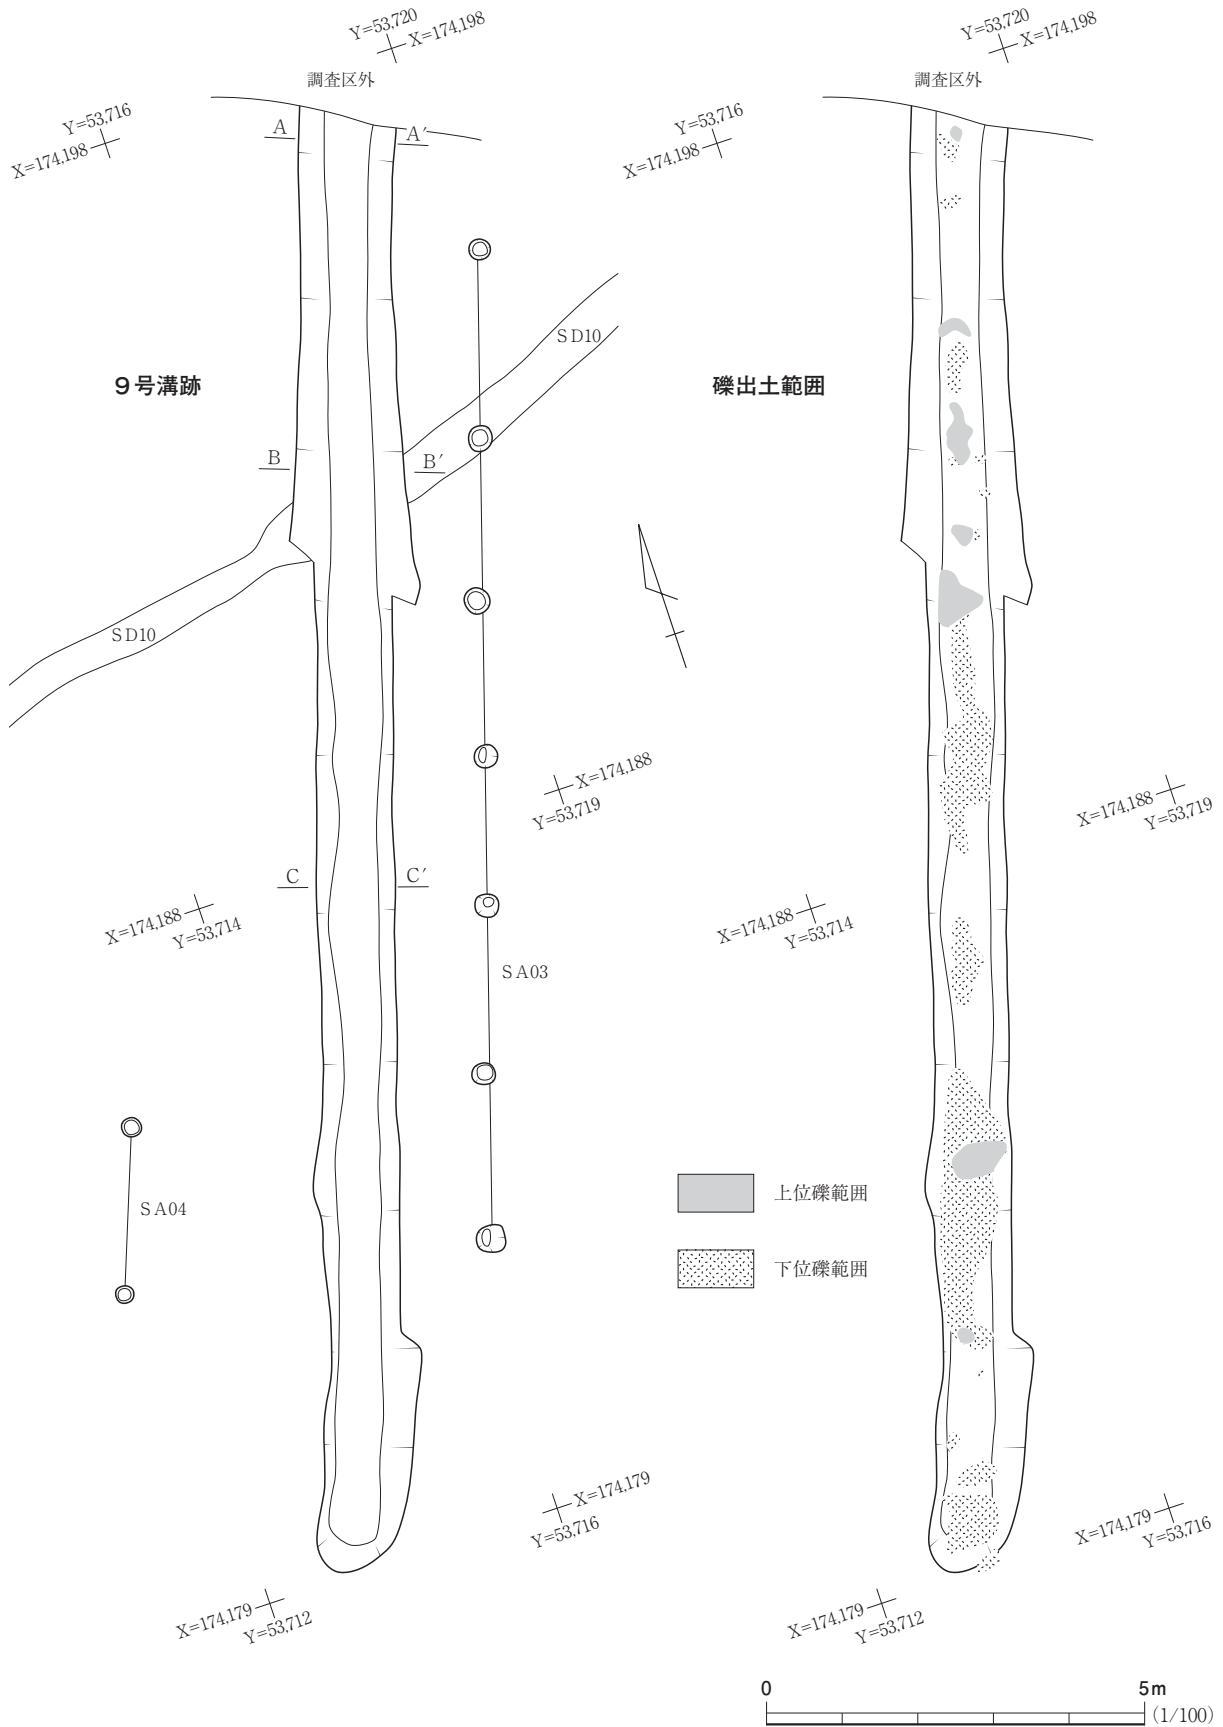 Y=53,720
X=174,198
調査区外
Y=53,716
X=174,198
A
A′
SD10
9号溝跡
B
B′
SD10
X=174,188
Y=53,719
C
C′
X=174,188
Y=53,714
SA03
SA04
X=174,179
Y=53,716
X=174,179
Y=53,712
Y=53,720
X=174,198
調査区外
Y=53,716
X=174,198
礫出土範囲
X=174,188
Y=53,719
X=174,188
Y=53,714
上位礫範囲
下位礫範囲
X=174,179
Y=53,716
X=174,179
Y=53,712
0 5m
(1/100)